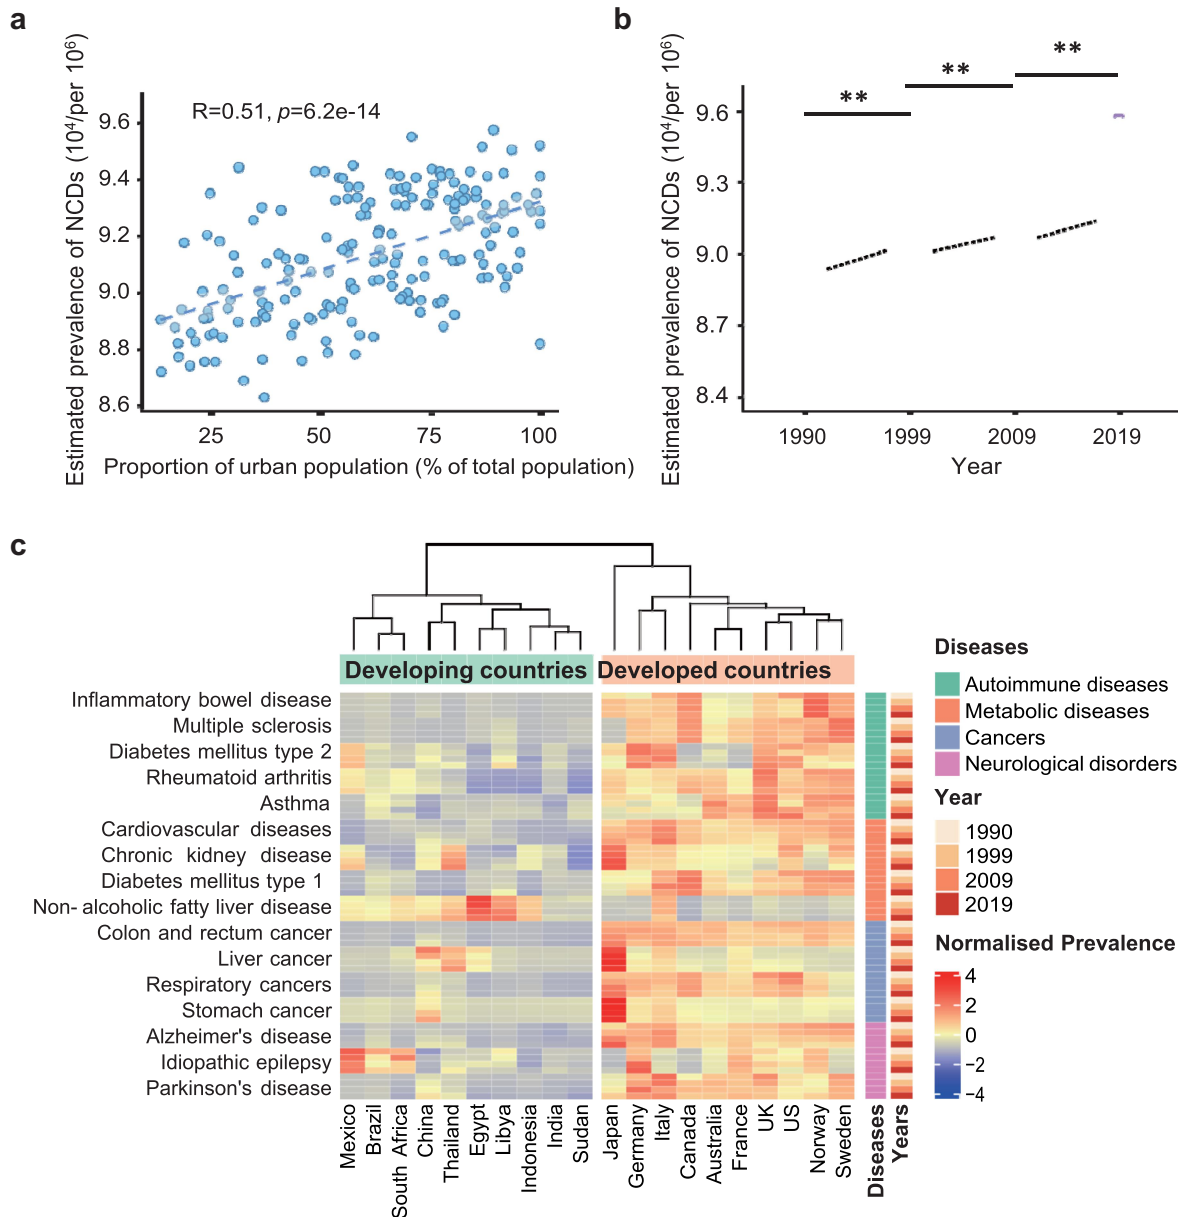 a
Estimated prevalence of NCDs (10⁴/per 10⁶)
R=0.51, p=6.2e-14
9.6
9.4
9.2
9.0
8.8
8.6
25 50 75 100
Proportion of urban population (% of total population)
b
Estimated prevalence of NCDs (10⁴/per 10⁶)
** ** **
9.6
9.3
9.0
8.7
8.4
1990 1999 2009 2019
Year
c
Developing countries Developed countries
Inflammatory bowel disease
Multiple sclerosis
Diabetes mellitus type 2
Rheumatoid arthritis
Asthma
Cardiovascular diseases
Chronic kidney disease
Diabetes mellitus type 1
Non- alcoholic fatty liver disease
Colon and rectum cancer
Liver cancer
Respiratory cancers
Stomach cancer
Alzheimer's disease
Idiopathic epilepsy
Parkinson's disease
Mexico
Brazil
South Africa
China
Thailand
Egypt
Libya
Indonesia
India
Sudan
Japan
Germany
Italy
Canada
Australia
France
UK
US
Norway
Sweden
Diseases
Years
Diseases
Autoimmune diseases
Metabolic diseases
Cancers
Neurological disorders
Year
1990
1999
2009
2019
Normalised Prevalence
4
2
0
−2
−4